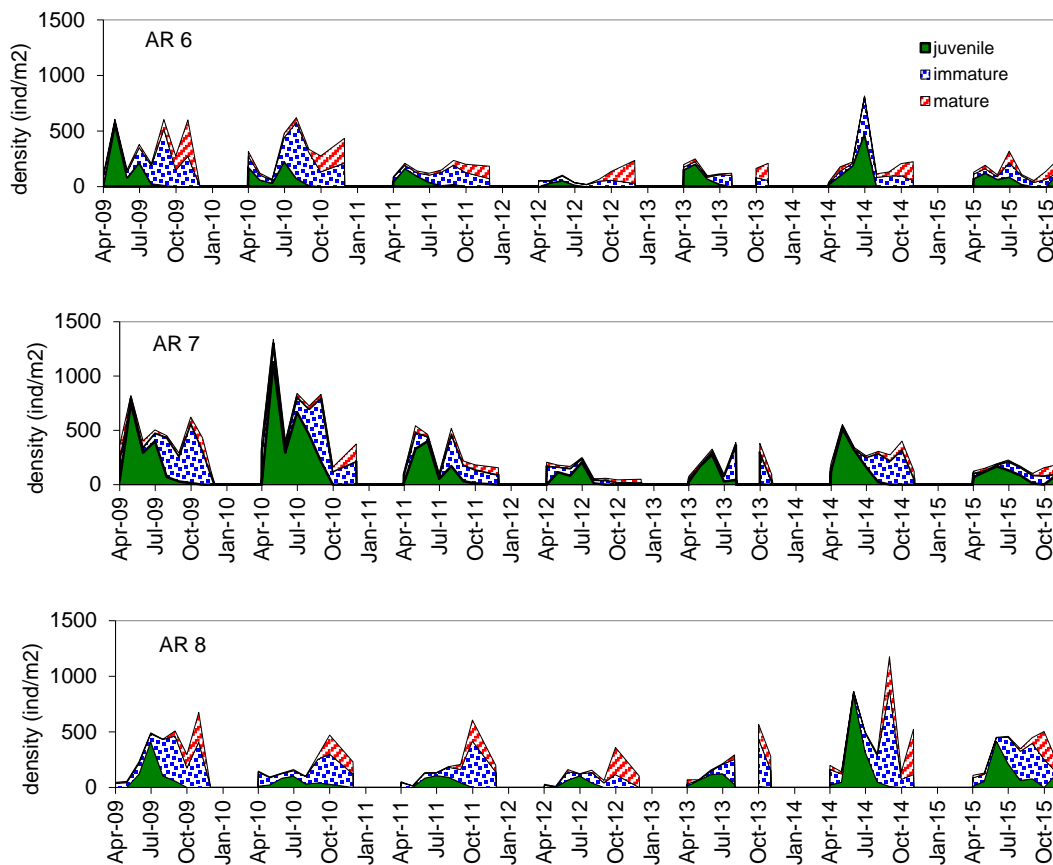 AR 6
juvenile
immature
mature
density (ind/m2)
1500
1000
500
0
Apr-09 Jul-09 Oct-09 Jan-10 Apr-10 Jul-10 Oct-10 Jan-11 Apr-11 Jul-11 Oct-11 Jan-12 Apr-12 Jul-12 Oct-12 Jan-13 Apr-13 Jul-13 Oct-13 Jan-14 Apr-14 Jul-14 Oct-14 Jan-15 Apr-15 Jul-15 Oct-15
AR 7
density (ind/m2)
1500
1000
500
0
Apr-09 Jul-09 Oct-09 Jan-10 Apr-10 Jul-10 Oct-10 Jan-11 Apr-11 Jul-11 Oct-11 Jan-12 Apr-12 Jul-12 Oct-12 Jan-13 Apr-13 Jul-13 Oct-13 Jan-14 Apr-14 Jul-14 Oct-14 Jan-15 Apr-15 Jul-15 Oct-15
AR 8
density (ind/m2)
1500
1000
500
0
Apr-09 Jul-09 Oct-09 Jan-10 Apr-10 Jul-10 Oct-10 Jan-11 Apr-11 Jul-11 Oct-11 Jan-12 Apr-12 Jul-12 Oct-12 Jan-13 Apr-13 Jul-13 Oct-13 Jan-14 Apr-14 Jul-14 Oct-14 Jan-15 Apr-15 Jul-15 Oct-15